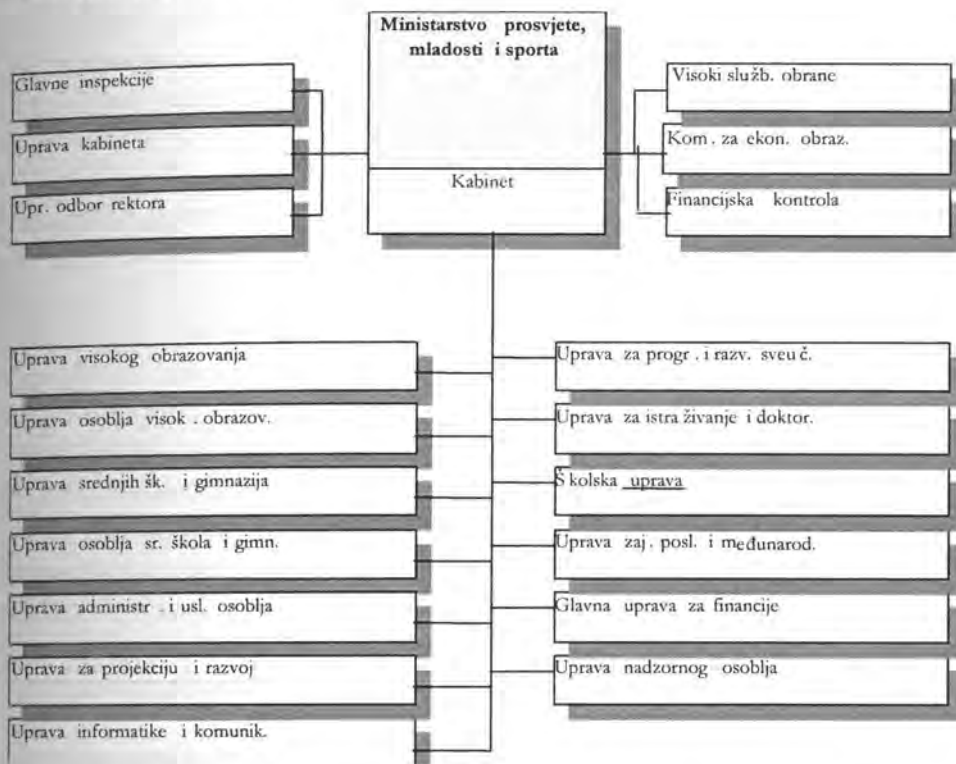 Ministarstvo prosvjete,
mladosti i sporta
Kabinet
Glavne inspekcije
Uprava kabineta
Upr. odbor rektora
Visoki služb. obrane
Kom. za ekon. obraz.
Financijska kontrola
Uprava visokog obrazovanja
Uprava osoblja visok. obrazov.
Uprava srednjih šk. i gimnazija
Uprava osoblja sr. škola i gimn.
Uprava administr. i usl. osoblja
Uprava za projekciju i razvoj
Uprava informatike i komunik.
Uprava za progr. i razv. sveuč.
Uprava za istraživanje i doktor.
Školska uprava
Uprava zaj. posl. i međunarod.
Glavna uprava za financije
Uprava nadzornog osoblja